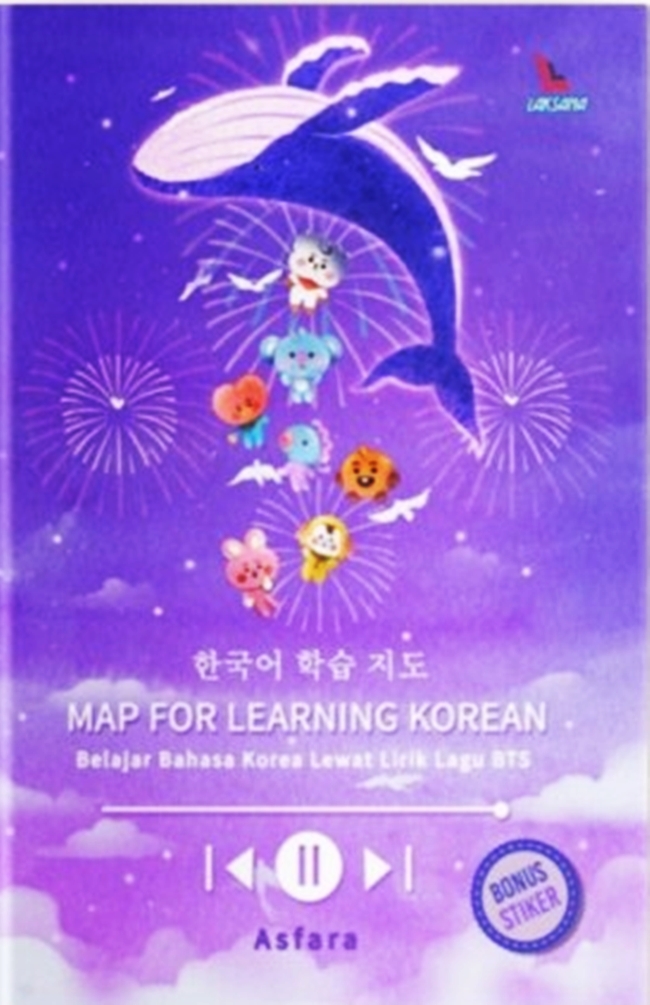 Laksana
한국어 학습 지도
MAP FOR LEARNING KOREAN
Belajar Bahasa Korea Lewat Lirik Lagu BTS
BONUS
STIKER
Asfara